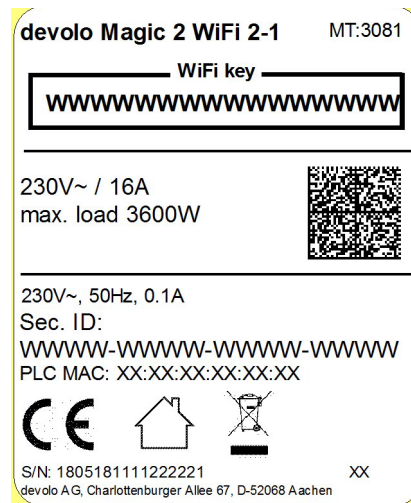 devolo Magic 2 WiFi 2-1 MT:3081
WiFi key
WWWWWWWWWWWWWWWWW
230V~ / 16A
max. load 3600W
230V~, 50Hz, 0.1A
Sec. ID:
WWWW-WWWW-WWWW-WWWW
PLC MAC: XX:XX:XX:XX:XX:XX
CE
S/N: 1805181111222221 XX
devolo AG, Charlottenburger Allee 67, D-52068 Aachen